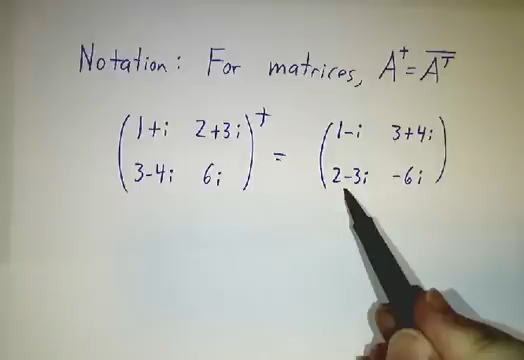 Notation: For matrices, A⁺ = A̅ᵀ̅
(1+i 2+3i)⁺ = (1-i 3+4i)
(3-4i 6i) (2-3i -6i)